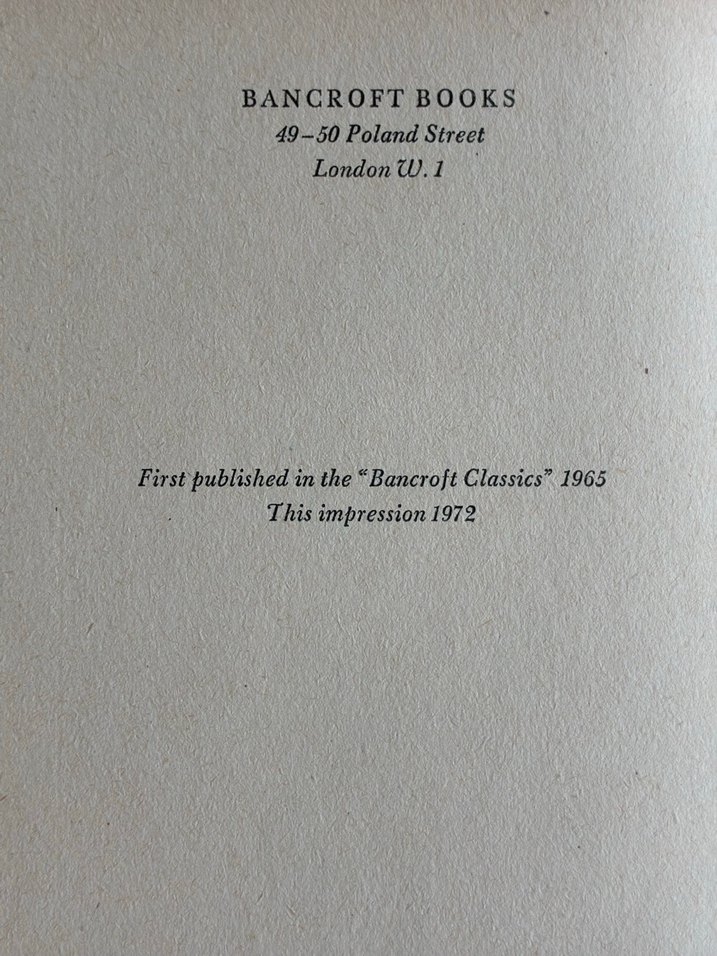 BANCROFT BOOKS
49–50 Poland Street
London W. 1
First published in the “Bancroft Classics” 1965
This impression 1972